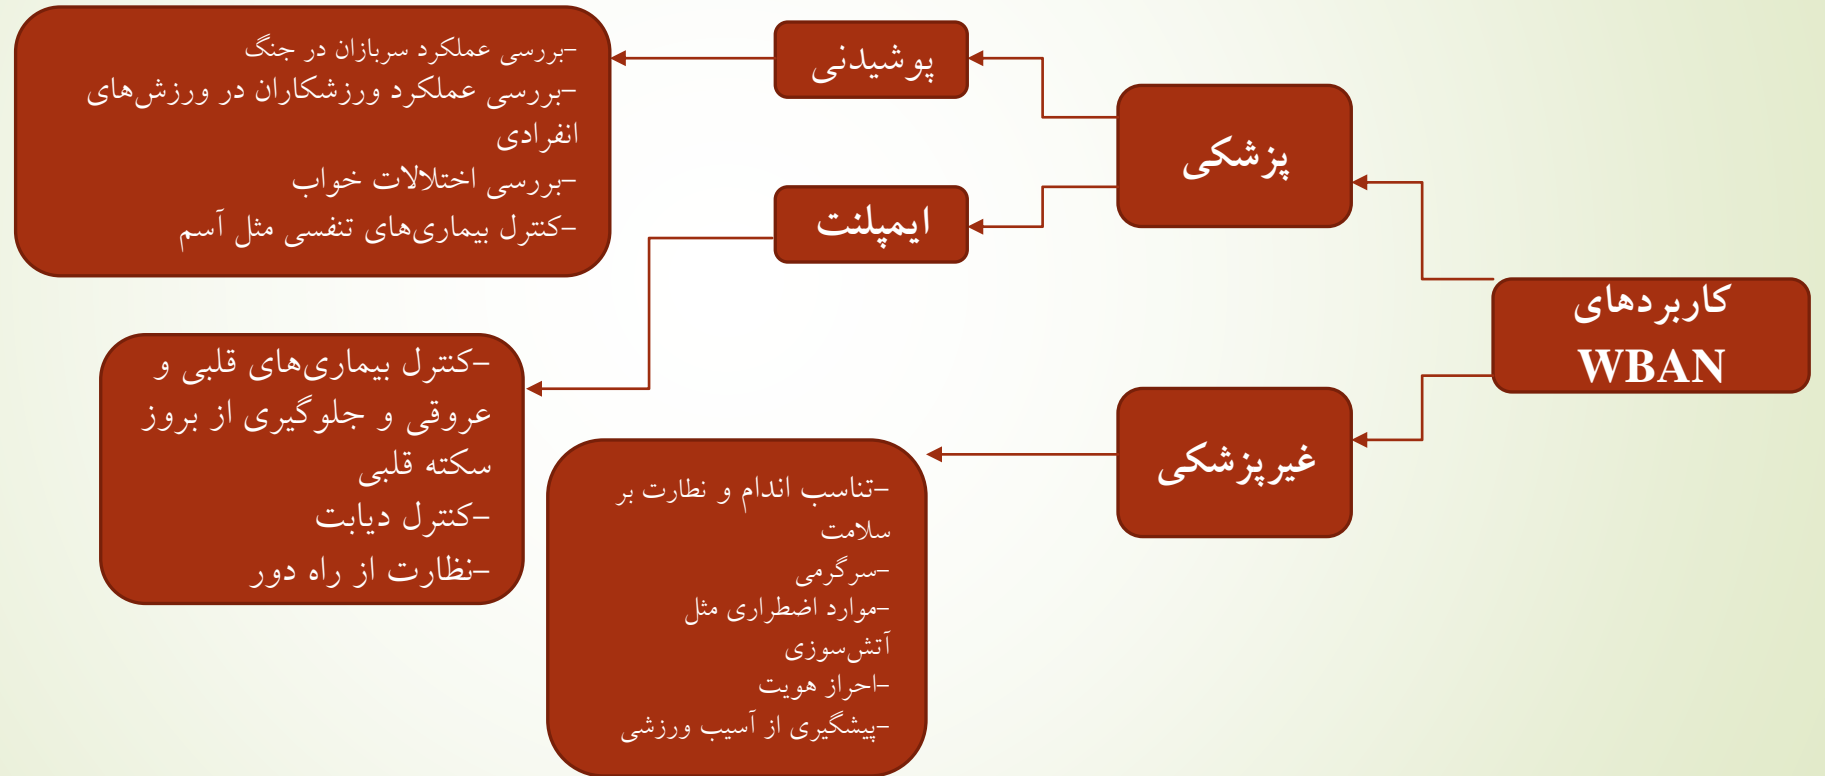 کاربردهای
WBAN
پزشکی
پوشیدنی
-بررسی عملکرد سربازان در جنگ
-بررسی عملکرد ورزشکاران در ورزش‌های
انفرادی
-بررسی اختلالات خواب
-کنترل بیماری‌های تنفسی مثل آسم
ایمپلنت
-کنترل بیماری‌های قلبی و
عروقی و جلوگیری از بروز
سکته قلبی
-کنترل دیابت
-نظارت از راه دور
غیرپزشکی
-تناسب اندام و نطارت بر
سلامت
-سرگرمی
-موارد اضطراری مثل
آتش‌سوزی
-احراز هویت
-پیشگیری از آسیب ورزشی